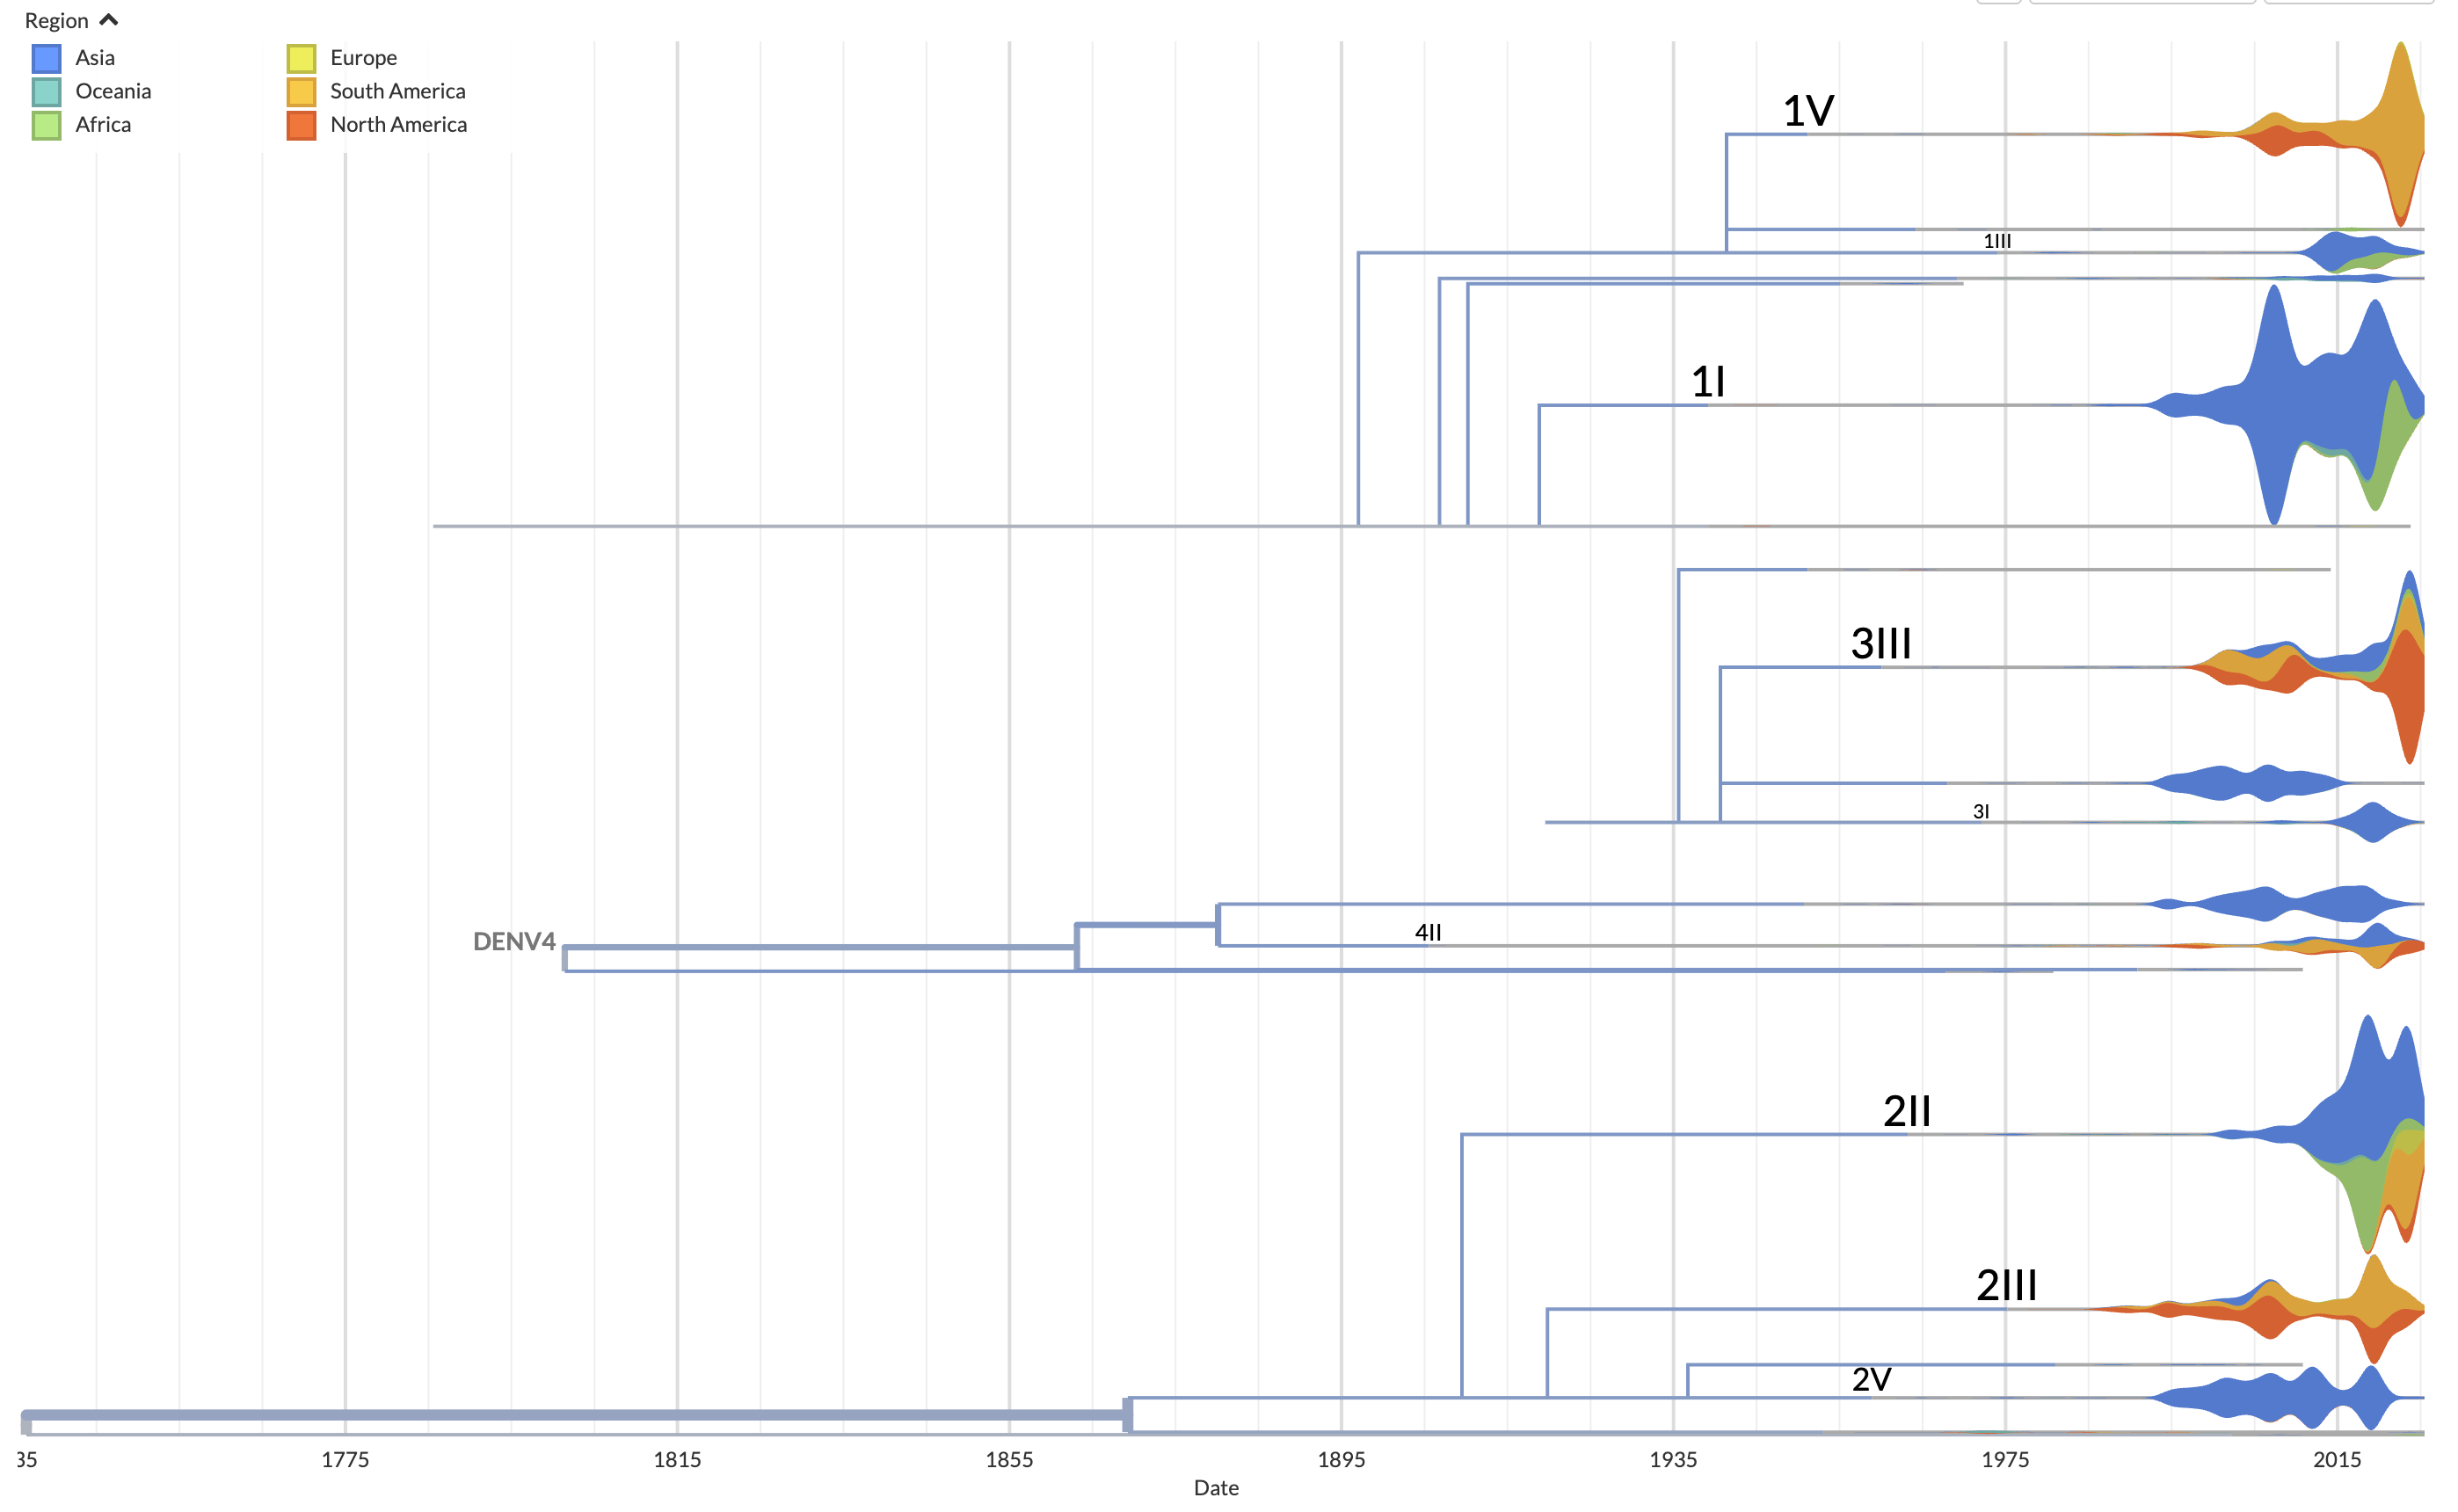 Region
Asia
Oceania
Africa
Europe
South America
North America
1V
1III
1I
3III
3I
4II
DENV4
2II
2III
2V
35 1775 1815 1855 1895 1935 1975 2015
Date